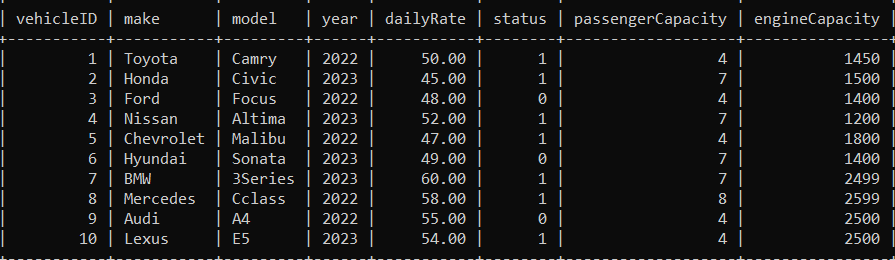 | vehicleID | make | model | year | dailyRate | status | passengerCapacity | engineCapacity |
| 1 | Toyota | Camry | 2022 | 50.00 | 1 | 4 | 1450 |
| 2 | Honda | Civic | 2023 | 45.00 | 1 | 7 | 1500 |
| 3 | Ford | Focus | 2022 | 48.00 | 0 | 4 | 1400 |
| 4 | Nissan | Altima | 2023 | 52.00 | 1 | 7 | 1200 |
| 5 | Chevrolet | Malibu | 2022 | 47.00 | 1 | 4 | 1800 |
| 6 | Hyundai | Sonata | 2023 | 49.00 | 0 | 7 | 1400 |
| 7 | BMW | 3Series | 2023 | 60.00 | 1 | 7 | 2499 |
| 8 | Mercedes | Cclass | 2022 | 58.00 | 1 | 8 | 2599 |
| 9 | Audi | A4 | 2022 | 55.00 | 0 | 4 | 2500 |
| 10 | Lexus | E5 | 2023 | 54.00 | 1 | 4 | 2500 |